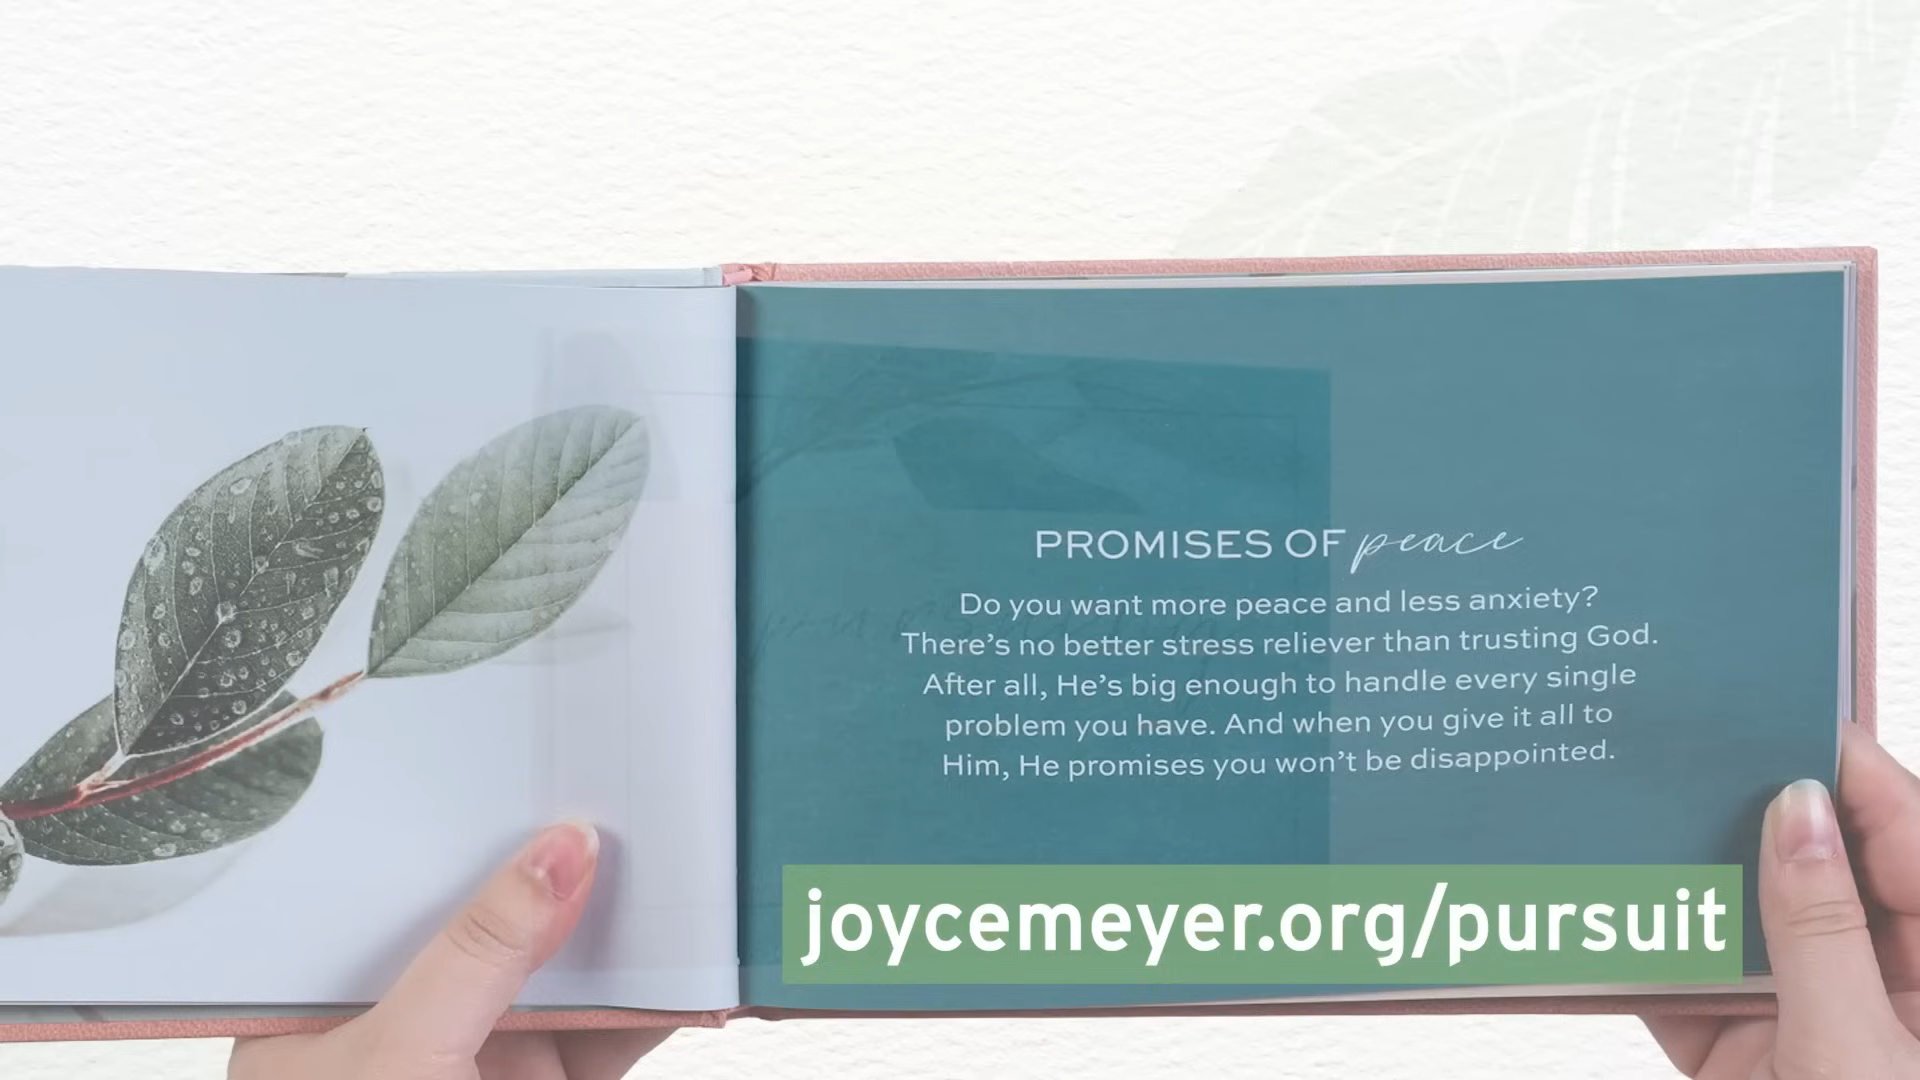 PROMISES OF peace
Do you want more peace and less anxiety?
There's no better stress reliever than trusting God.
After all, He's big enough to handle every single
problem you have. And when you give it all to
Him, He promises you won't be disappointed.
joycemeyer.org/pursuit